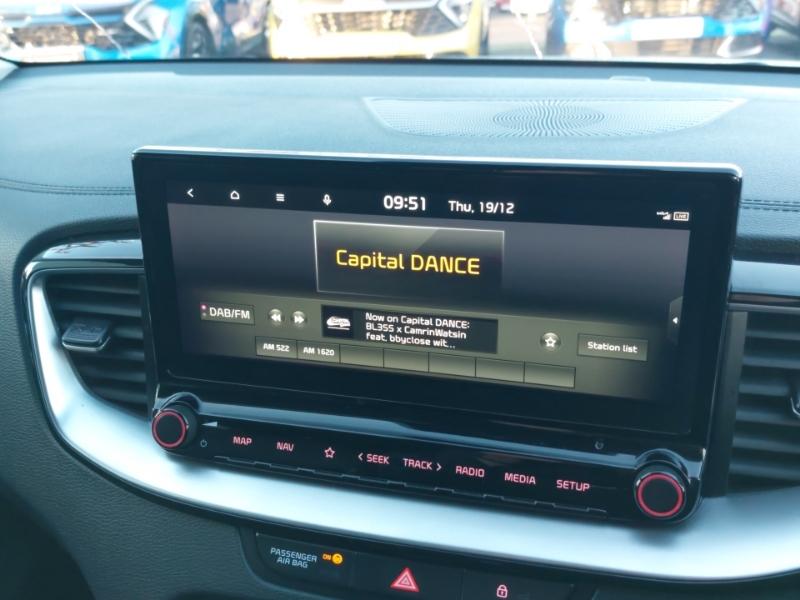 09:51 Thu, 19/12
Capital DANCE
DAB/FM
Now on Capital DANCE:
BL3SS x CamrinWatsin
feat. bbyclose wit...
Station list
AM 522 AM 1620
MAP NAV < SEEK TRACK > RADIO MEDIA SETUP
PASSENGER
AIR BAG
ON